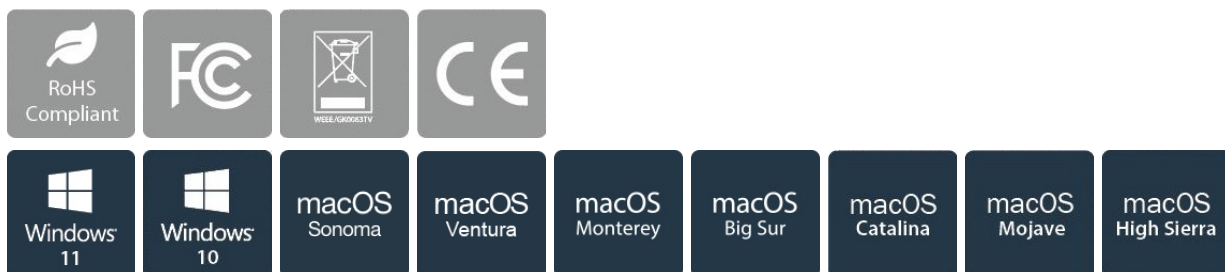 RoHS
Compliant
FC
WEEE/GK0083TV
CE
Windows
11
Windows
10
macOS
Sonoma
macOS
Ventura
macOS
Monterey
macOS
Big Sur
macOS
Catalina
macOS
Mojave
macOS
High Sierra